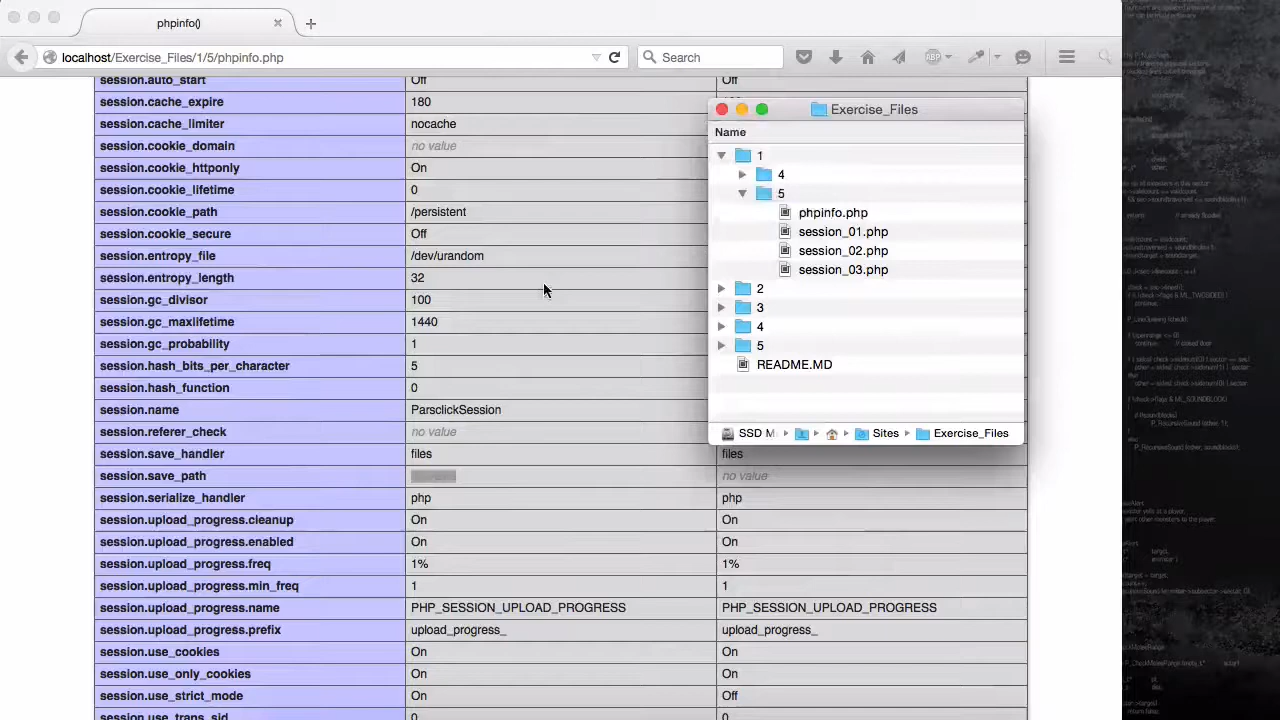 phpinfo()
localhost/Exercise_Files/1/5/phpinfo.php
Search
ABP
session.auto_start Off Off
session.cache_expire 180
session.cache_limiter nocache
session.cookie_domain no value
session.cookie_httponly On
session.cookie_lifetime 0
session.cookie_path /persistent
session.cookie_secure Off
session.entropy_file /dev/urandom
session.entropy_length 32
session.gc_divisor 100
session.gc_maxlifetime 1440
session.gc_probability 1
session.hash_bits_per_character 5
session.hash_function 0
session.name ParsclickSession
session.referer_check no value
session.save_handler files files
session.save_path no value
session.serialize_handler php php
session.upload_progress.cleanup On On
session.upload_progress.enabled On On
session.upload_progress.freq 1% 1%
session.upload_progress.min_freq 1 1
session.upload_progress.name PHP_SESSION_UPLOAD_PROGRESS PHP_SESSION_UPLOAD_PROGRESS
session.upload_progress.prefix upload_progress_ upload_progress_
session.use_cookies On On
session.use_only_cookies On On
session.use_strict_mode On Off
session.use_trans_sid 0 0
Exercise_Files
Name
1
4
5
phpinfo.php
session_01.php
session_02.php
session_03.php
2
3
4
5
README.MD
SSD M Sites Exercise_Files